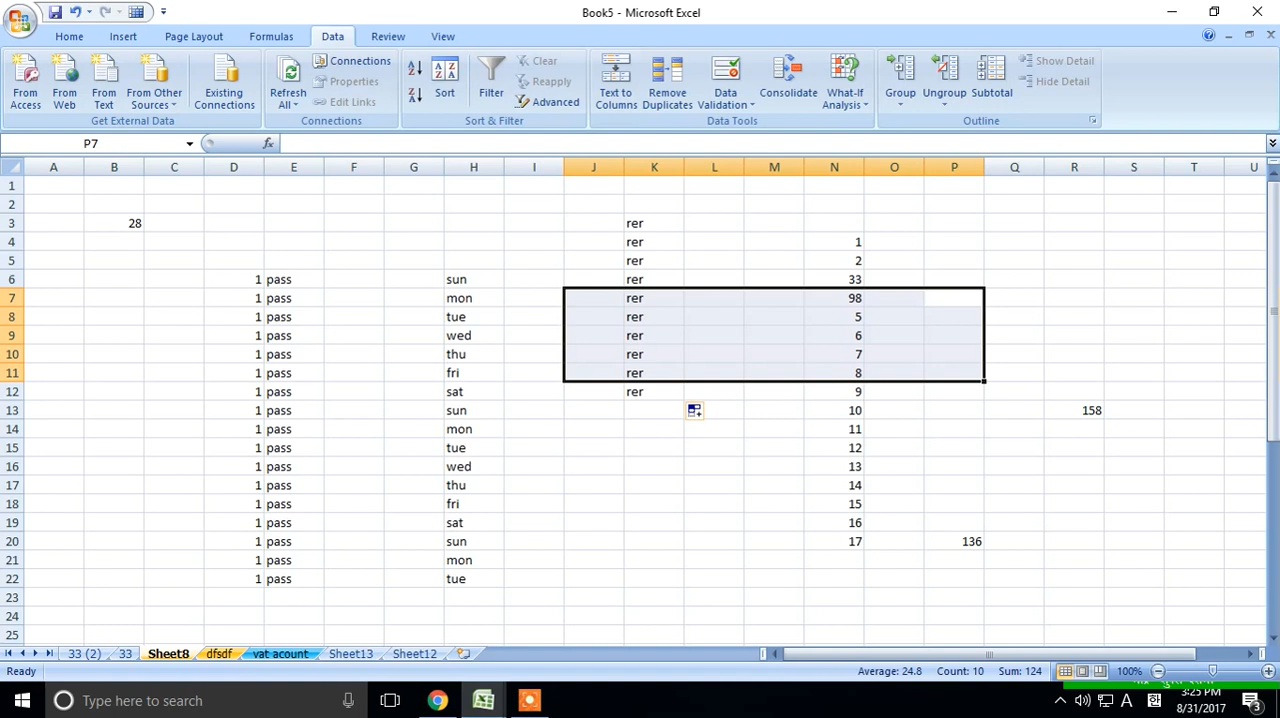 Book5 - Microsoft Excel
Home Insert Page Layout Formulas Data Review View
From Access
From Web
From Text
From Other Sources
Existing Connections
Get External Data
Refresh All
Connections
Properties
Edit Links
Connections
Sort
Filter
Clear
Reapply
Advanced
Sort & Filter
Text to Columns
Remove Duplicates
Data Validation
Consolidate
What-If Analysis
Data Tools
Group
Ungroup
Subtotal
Show Detail
Hide Detail
Outline
P7 fx
A B C D E F G H I J K L M N O P Q R S T U
1
2
3 28 rer
4 rer 1
5 rer 2
6 1 pass sun rer 33
7 1 pass mon rer 98
8 1 pass tue rer 5
9 1 pass wed rer 6
10 1 pass thu rer 7
11 1 pass fri rer 8
12 1 pass sat rer 9
13 1 pass sun 10 158
14 1 pass mon 11
15 1 pass tue 12
16 1 pass wed 13
17 1 pass thu 14
18 1 pass fri 15
19 1 pass sat 16
20 1 pass sun 17 136
21 1 pass mon
22 1 pass tue
23
24
25
33 (2) 33 Sheet8 dfsdf vat acount Sheet13 Sheet12
Ready Average: 24.8 Count: 10 Sum: 124 100%
Type here to search A 한 3:25 PM
8/31/2017 3